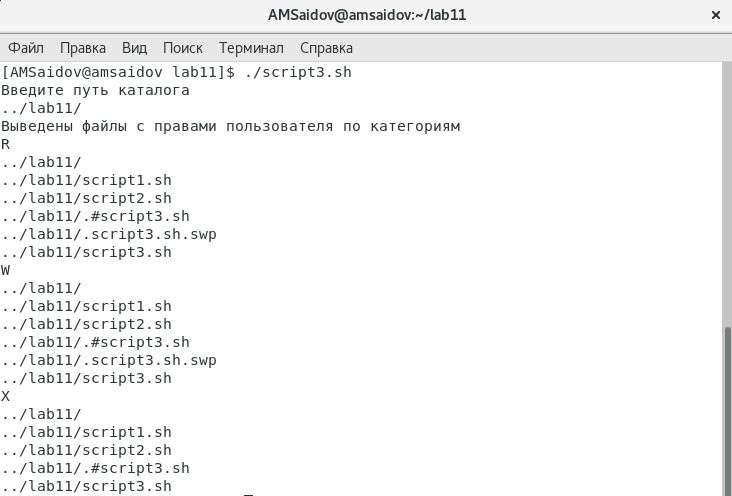 AMSaidov@amsaidov:~/lab11
Файл Правка Вид Поиск Терминал Справка
[AMSaidov@amsaidov lab11]$ ./script3.sh
Введите путь каталога
../lab11/
Выведены файлы с правами пользователя по категориям
R
../lab11/
../lab11/script1.sh
../lab11/script2.sh
../lab11/.#script3.sh
../lab11/.script3.sh.swp
../lab11/script3.sh
W
../lab11/
../lab11/script1.sh
../lab11/script2.sh
../lab11/.#script3.sh
../lab11/.script3.sh.swp
../lab11/script3.sh
X
../lab11/
../lab11/script1.sh
../lab11/script2.sh
../lab11/.#script3.sh
../lab11/script3.sh